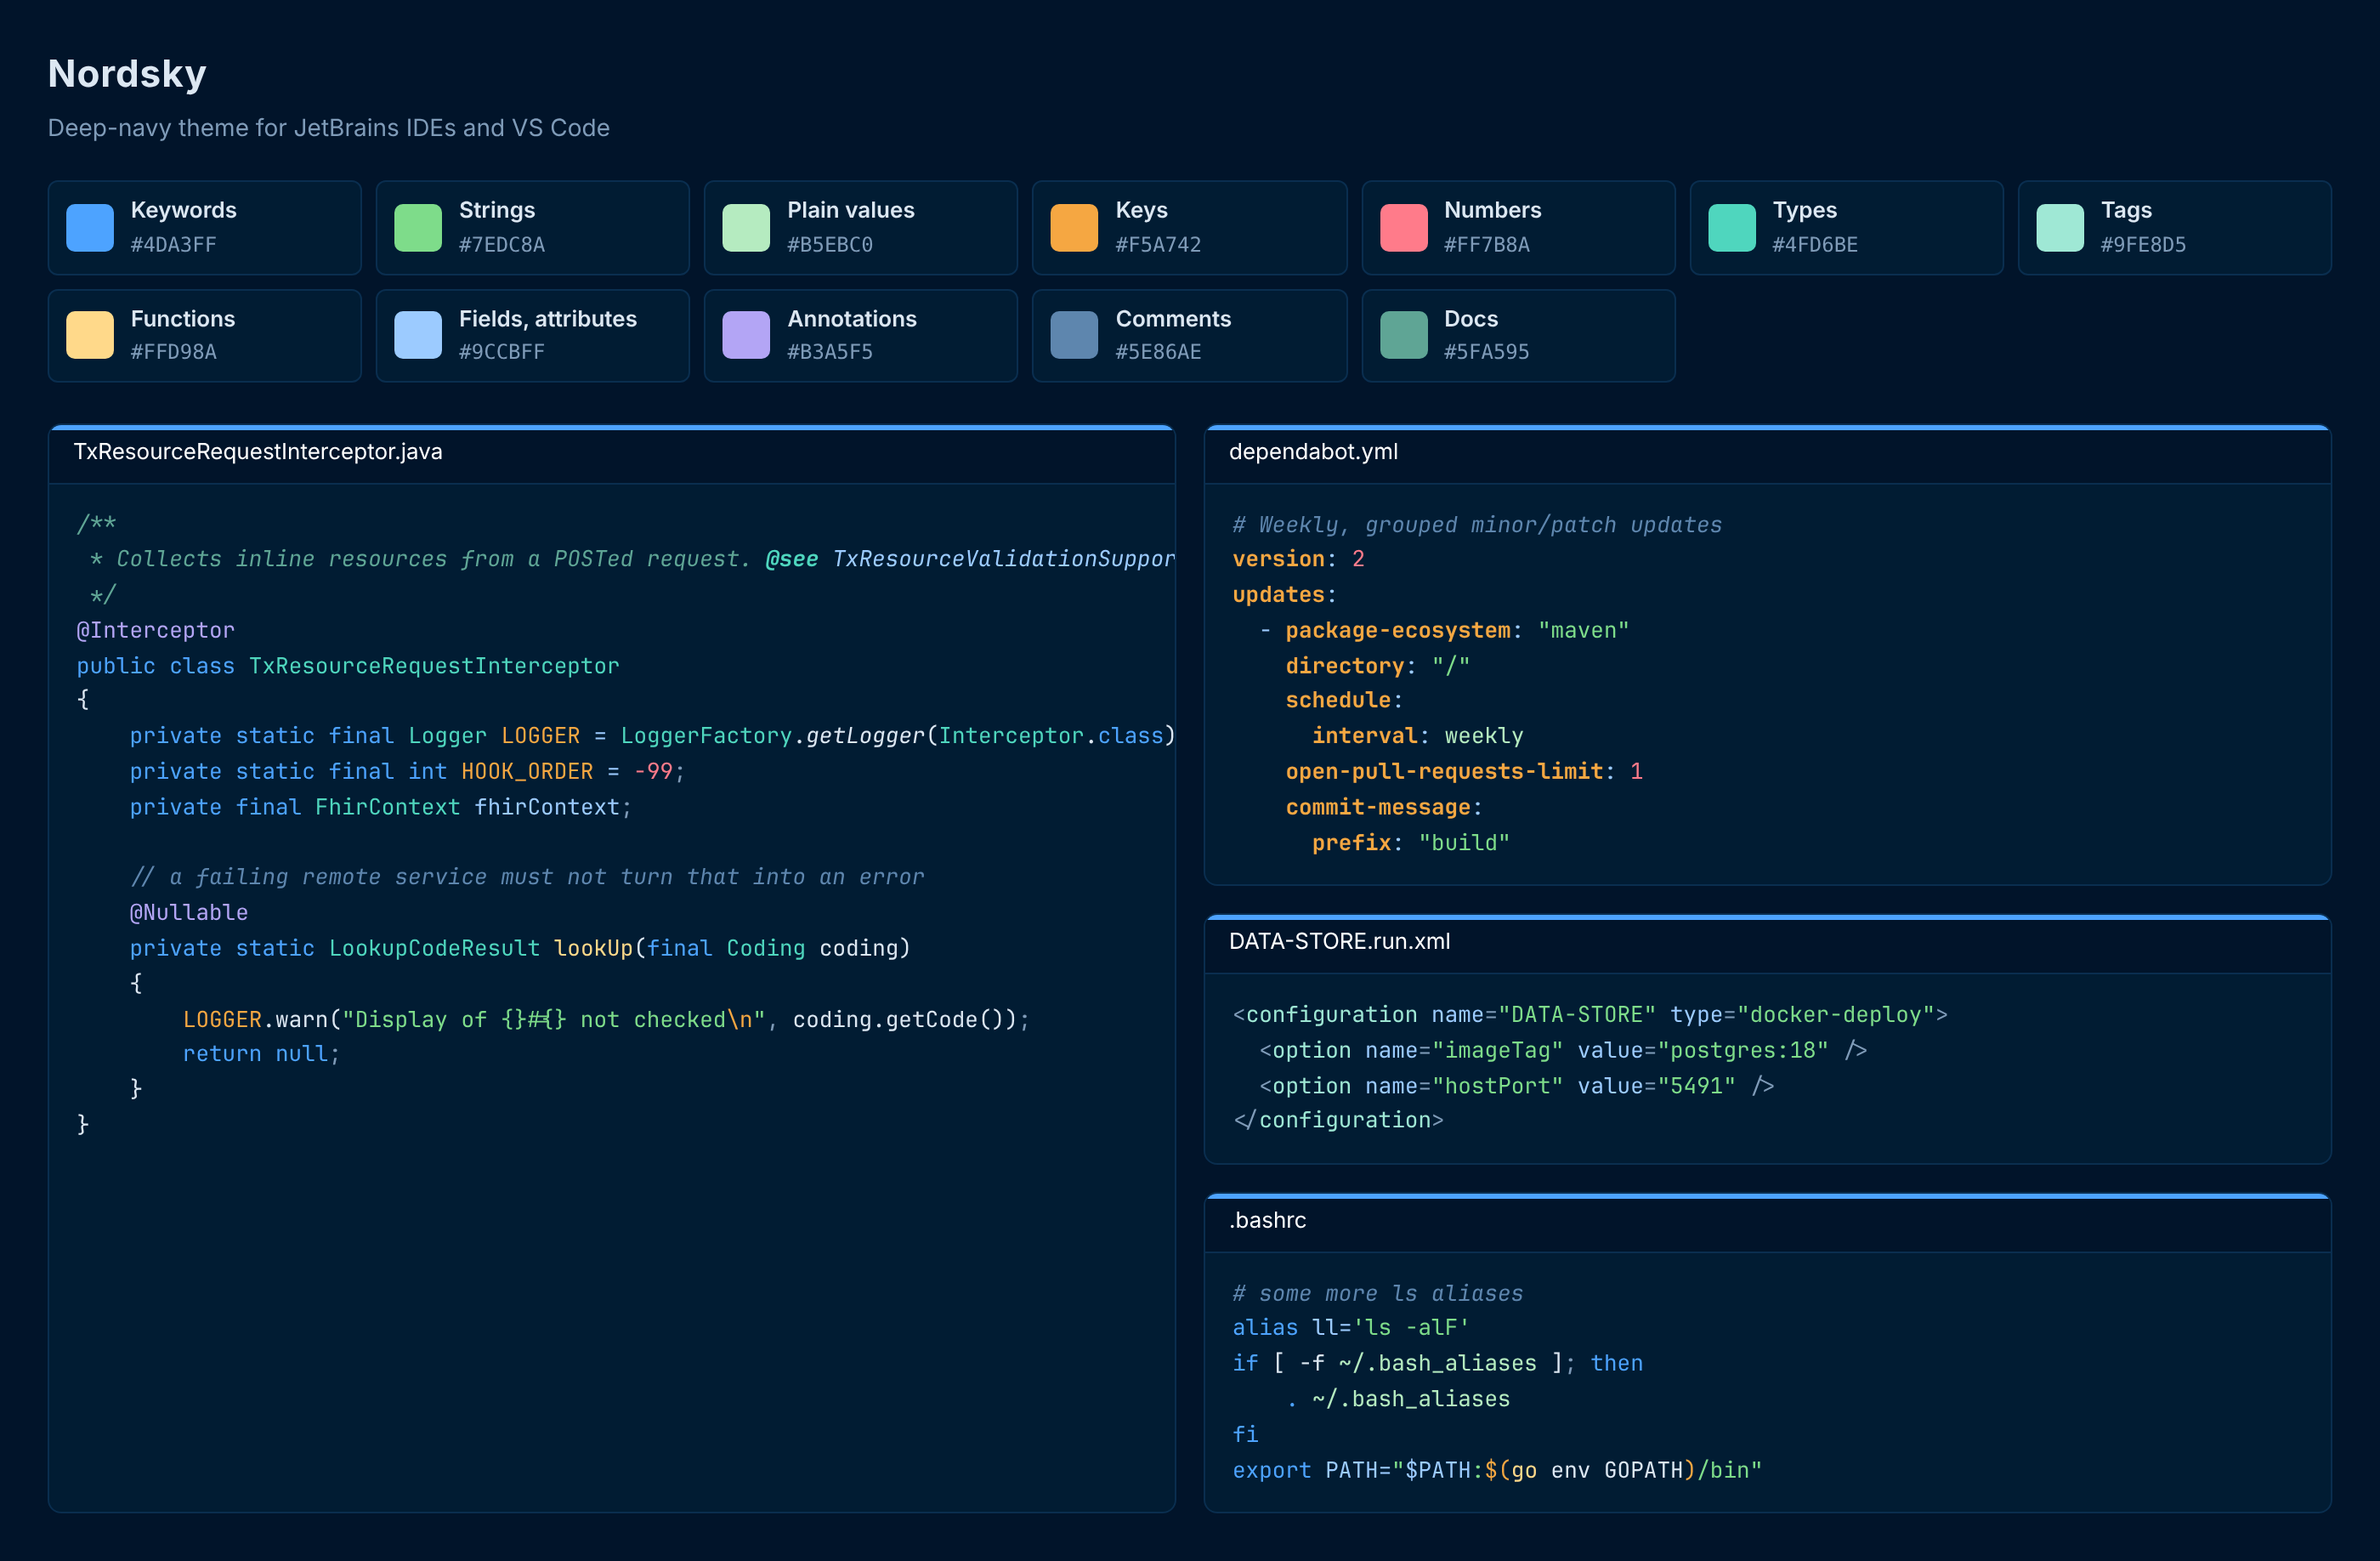 Nordsky
Deep-navy theme for JetBrains IDEs and VS Code
Keywords
#4DA3FF
Strings
#7EDC8A
Plain values
#B5EBC0
Keys
#F5A742
Numbers
#FF7B8A
Types
#4FD6BE
Tags
#9FE8D5
Functions
#FFD98A
Fields, attributes
#9CCBFF
Annotations
#B3A5F5
Comments
#5E86AE
Docs
#5FA595
TxResourceRequestInterceptor.java
/**
 * Collects inline resources from a POSTed request. @see TxResourceValidationSuppor
 */
@Interceptor
public class TxResourceRequestInterceptor
{
    private static final Logger LOGGER = LoggerFactory.getLogger(Interceptor.class)
    private static final int HOOK_ORDER = -99;
    private final FhirContext fhirContext;
    // a failing remote service must not turn that into an error
    @Nullable
    private static LookupCodeResult lookUp(final Coding coding)
    {
        LOGGER.warn("Display of {}#{} not checked\n", coding.getCode());
        return null;
    }
}
dependabot.yml
# Weekly, grouped minor/patch updates
version: 2
updates:
  - package-ecosystem: "maven"
    directory: "/"
    schedule:
      interval: weekly
    open-pull-requests-limit: 1
    commit-message:
      prefix: "build"
DATA-STORE.run.xml
<configuration name="DATA-STORE" type="docker-deploy">
  <option name="imageTag" value="postgres:18" />
  <option name="hostPort" value="5491" />
</configuration>
.bashrc
# some more ls aliases
alias ll='ls -alF'
if [ -f ~/.bash_aliases ]; then
    . ~/.bash_aliases
fi
export PATH="$PATH:$(go env GOPATH)/bin"